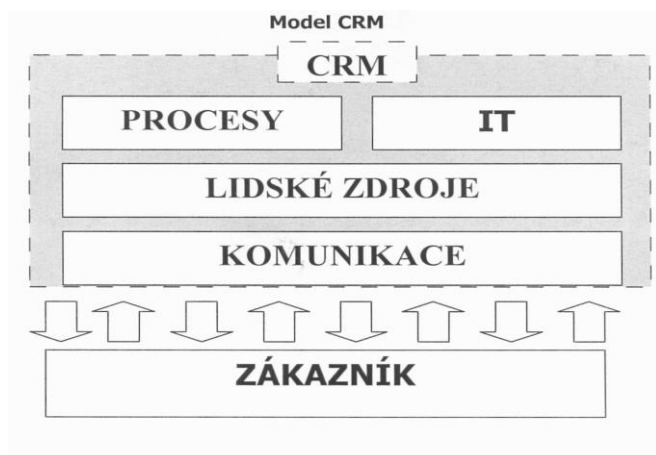 Model CRM
CRM
PROCESY
IT
LIDSKÉ ZDROJE
KOMUNIKACE
ZÁKAZNÍK